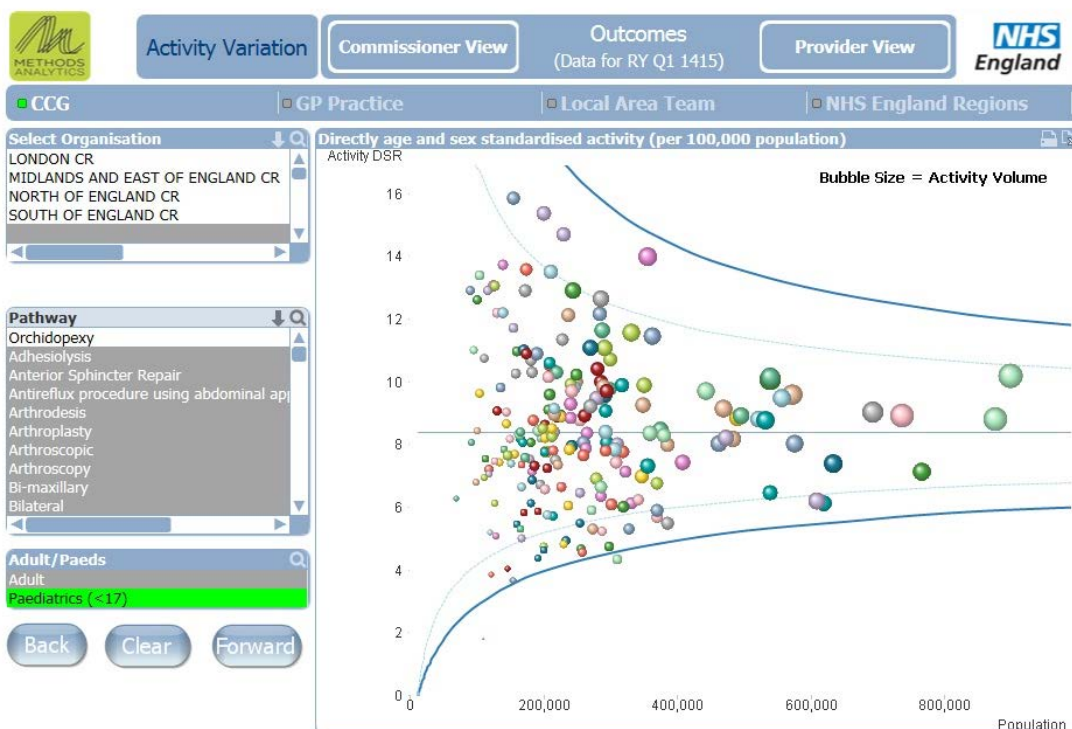 METHODS
ANALYTICS
Activity Variation
Commissioner View
Outcomes
(Data for RY Q1 1415)
Provider View
NHS
England
CCG
GP Practice
Local Area Team
NHS England Regions
Select Organisation
LONDON CR
MIDLANDS AND EAST OF ENGLAND CR
NORTH OF ENGLAND CR
SOUTH OF ENGLAND CR
Pathway
Orchidopexy
Adhesiolysis
Anterior Sphincter Repair
Antireflux procedure using abdominal ap
Arthrodesis
Arthroplasty
Arthroscopic
Arthroscopy
Bi-maxillary
Bilateral
Adult/Paeds
Adult
Paediatrics (<17)
Back
Clear
Forward
Directly age and sex standardised activity (per 100,000 population)
Activity DSR
Bubble Size = Activity Volume
16
14
12
10
8
6
4
2
0
0
200,000
400,000
600,000
800,000
Population